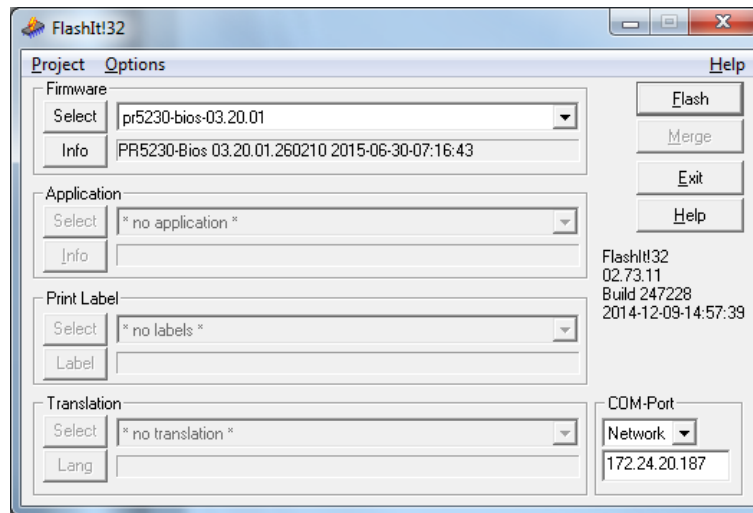 FlashIt!32
Project Options Help
Firmware
Select pr5230-bios-03.20.01
Info PR5230-Bios 03.20.01.260210 2015-06-30-07:16:43
Flash
Merge
Exit
Help
Application
Select * no application *
Info
FlashIt!32
02.73.11
Build 247228
2014-12-09-14:57:39
Print Label
Select * no labels *
Label
Translation
Select * no translation *
Lang
COM-Port
Network
172.24.20.187